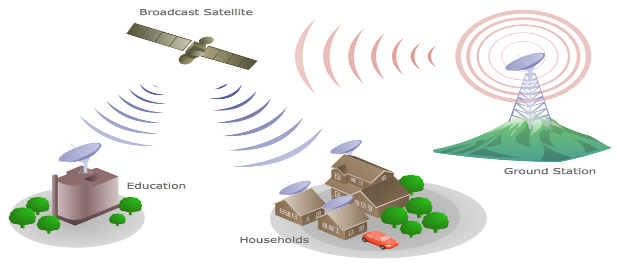 Broadcast Satellite
Ground Station
Education
Households